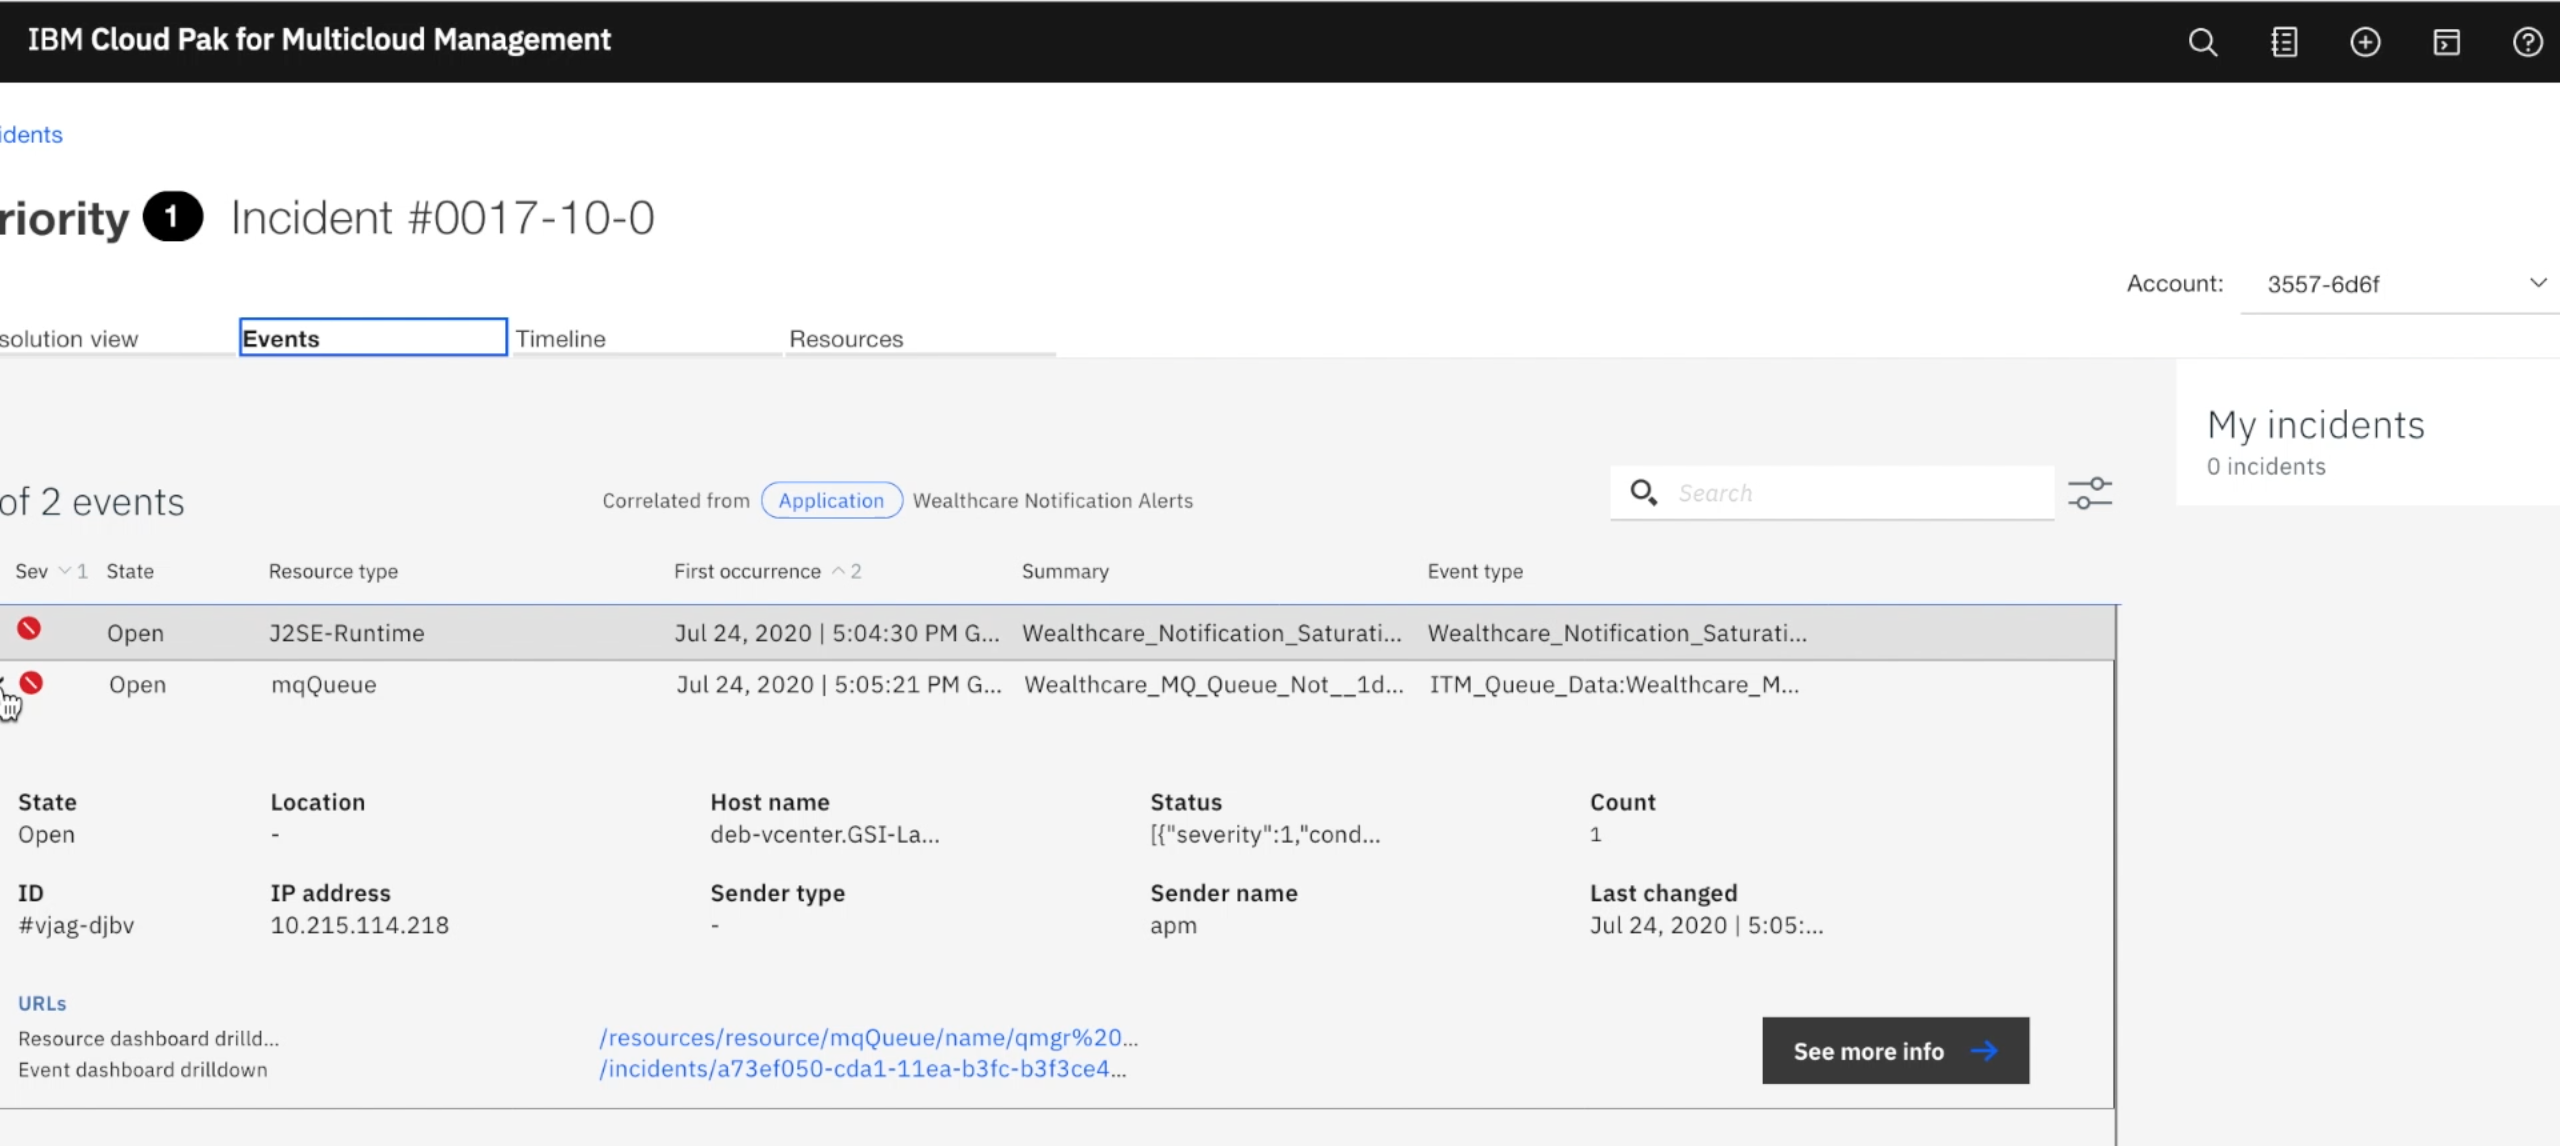 IBM Cloud Pak for Multicloud Management
idents
riority 1 Incident #0017-10-0
Account: 3557-6d6f
solution view Events Timeline Resources
My incidents
0 incidents
of 2 events Correlated from Application Wealthcare Notification Alerts Search
Sev 1 State Resource type First occurrence 2 Summary Event type
Open J2SE-Runtime Jul 24, 2020 | 5:04:30 PM G... Wealthcare_Notification_Saturati... Wealthcare_Notification_Saturati...
Open mqQueue Jul 24, 2020 | 5:05:21 PM G... Wealthcare_MQ_Queue_Not__1d... ITM_Queue_Data:Wealthcare_M...
State Location Host name Status Count
Open - deb-vcenter.GSI-La... [{"severity":1,"cond... 1
ID IP address Sender type Sender name Last changed
#vjag-djbv 10.215.114.218 - apm Jul 24, 2020 | 5:05:...
URLs
Resource dashboard drilld... /resources/resource/mqQueue/name/qmgr%20...
Event dashboard drilldown /incidents/a73ef050-cda1-11ea-b3fc-b3f3ce4...
See more info